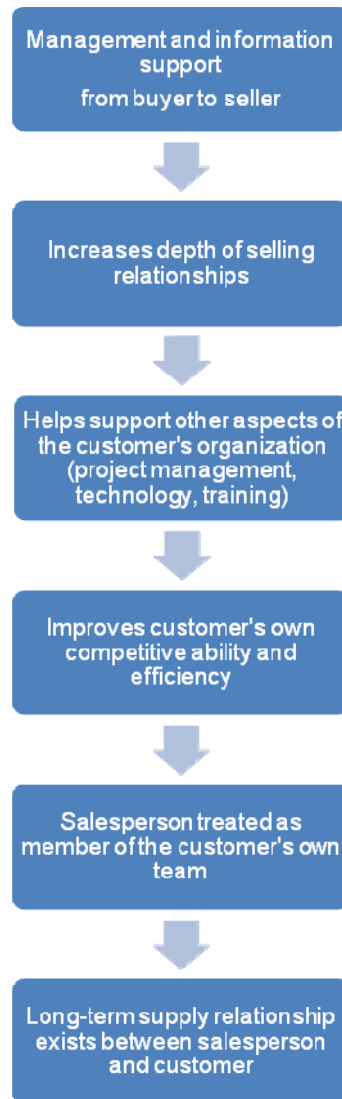 Management and information
support
from buyer to seller
Increases depth of selling
relationships
Helps support other aspects of
the customer's organization
(project management,
technology, training)
Improves customer's own
competitive ability and
efficiency
Salesperson treated as
member of the customer's own
team
Long-term supply relationship
exists between salesperson
and customer